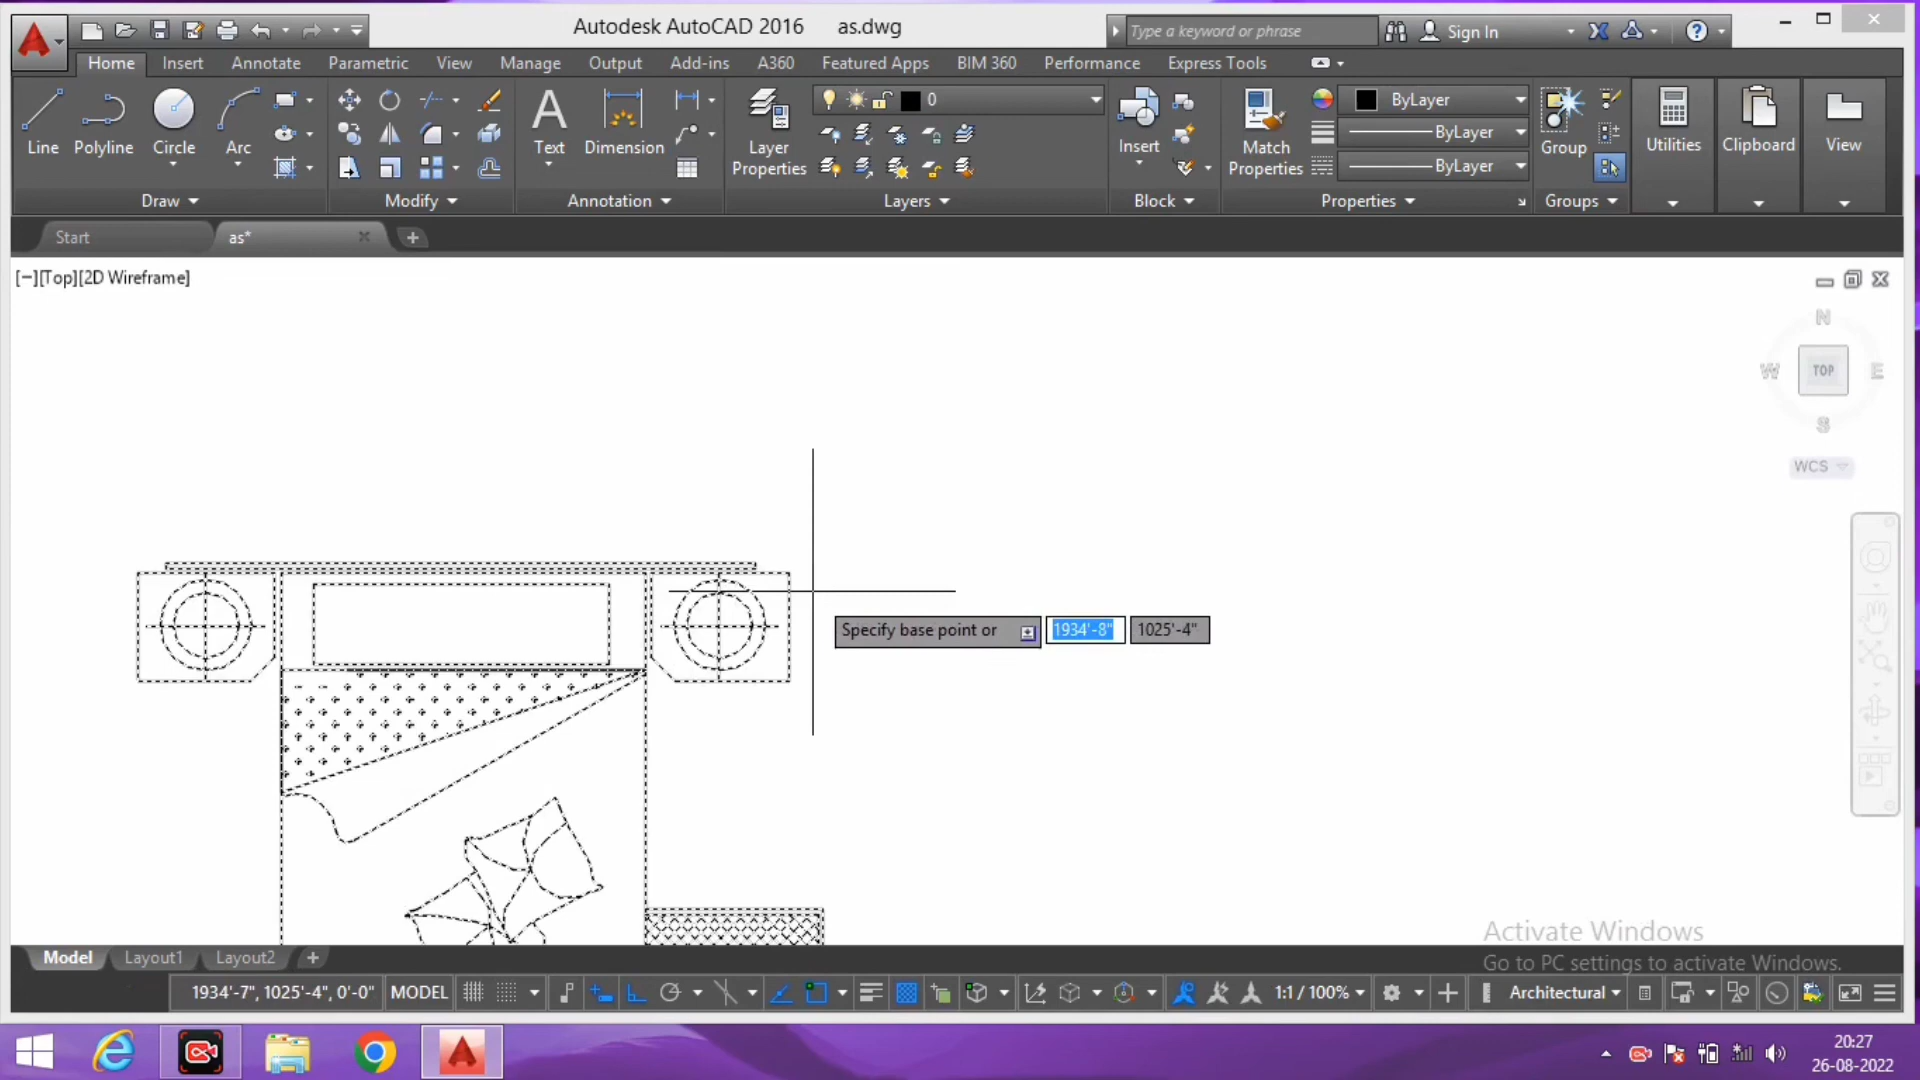 Autodesk AutoCAD 2016 as.dwg
Type a keyword or phrase
Sign In
Home Insert Annotate Parametric View Manage Output Add-ins A360 Featured Apps BIM 360 Performance Express Tools
0
ByLayer
Line Polyline Circle Arc
Text Dimension
Layer Properties
Insert
Match Properties
ByLayer
ByLayer
Group
Utilities Clipboard View
Draw Modify Annotation Layers Block Properties Groups
Start as*
[−][Top][2D Wireframe]
N
W TOP E
S
WCS
Specify base point or 1934'-8" 1025'-4"
Activate Windows
Go to PC settings to activate Windows.
Model Layout1 Layout2
1934'-7", 1025'-4", 0'-0" MODEL 1:1 / 100% Architectural
20:27
26-08-2022